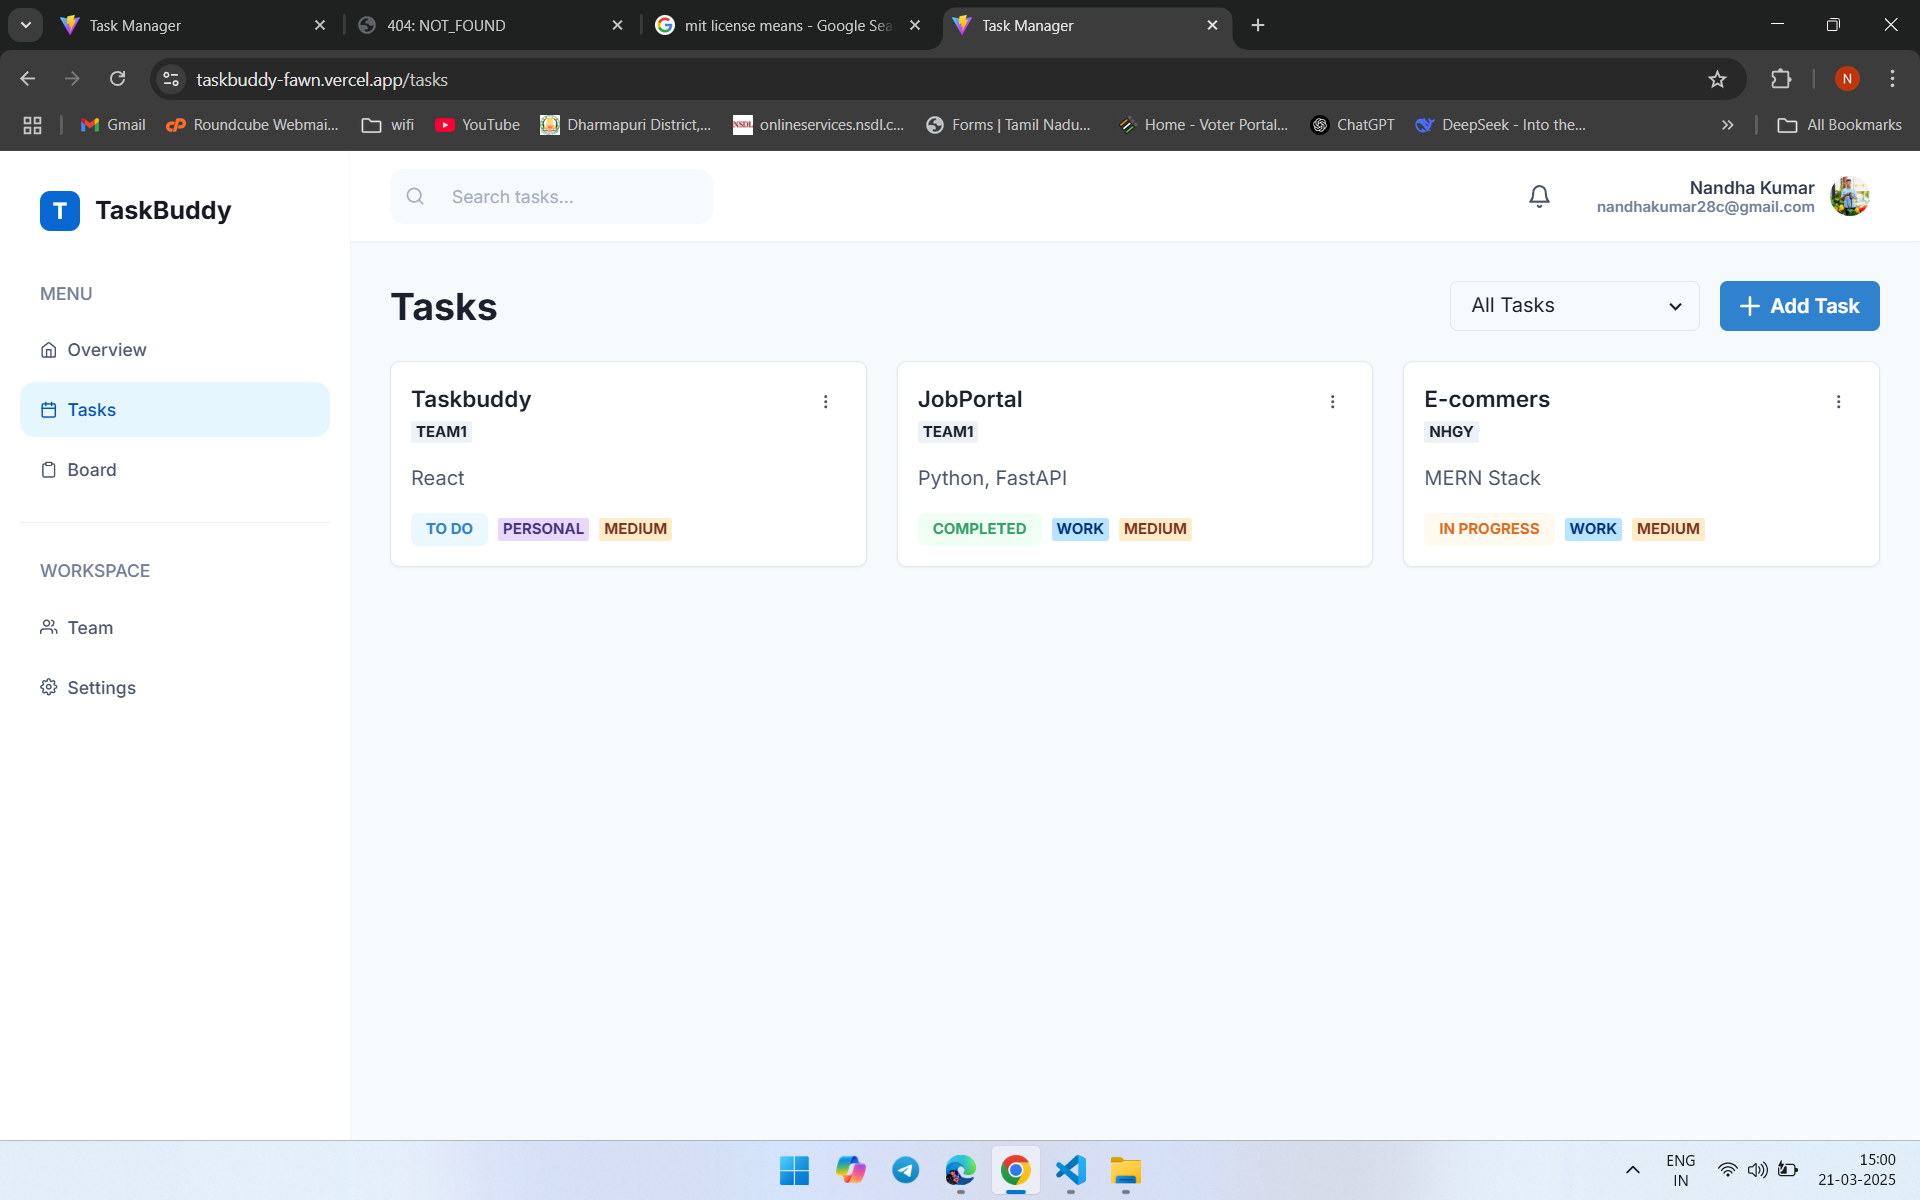 Task Manager
404: NOT_FOUND
mit license means - Google Sea
Task Manager
taskbuddy-fawn.vercel.app/tasks
N
Gmail
Roundcube Webmai...
wifi
YouTube
Dharmapuri District,...
NSDL onlineservices.nsdl.c...
Forms | Tamil Nadu...
Home - Voter Portal...
ChatGPT
DeepSeek - Into the...
All Bookmarks
T TaskBuddy
Search tasks...
Nandha Kumar
nandhakumar28c@gmail.com
MENU
Overview
Tasks
Board
WORKSPACE
Team
Settings
Tasks
All Tasks
Add Task
Taskbuddy
TEAM1
React
TO DO PERSONAL MEDIUM
JobPortal
TEAM1
Python, FastAPI
COMPLETED WORK MEDIUM
E-commers
NHGY
MERN Stack
IN PROGRESS WORK MEDIUM
ENG
IN
15:00
21-03-2025